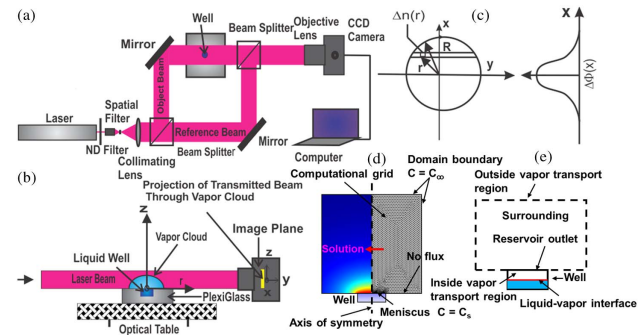 (a)
Mirror
Well
Beam Splitter
Objective
Lens
CCD
Camera
Object Beam
Laser
Spatial
Filter
ND Filter
Collimating
Lens
Reference Beam
Beam Splitter
Mirror
Computer
(b)
Projection of Transmitted Beam
Through Vapor Cloud
Image Plane
z
Liquid Well
Vapor Cloud
Laser Beam
r
z
y
x
PlexiGlass
Optical Table
(c)
Δn(r)
x
R
r
y
x
ΔΦ(x)
(d)
Computational grid
Domain boundary
C = C∞
Solution
No flux
Well
Meniscus
C = Cs
Axis of symmetry
(e)
Outside vapor transport
region
Surrounding
Reservoir outlet
Well
Inside vapor
transport region
Liquid-vapor interface